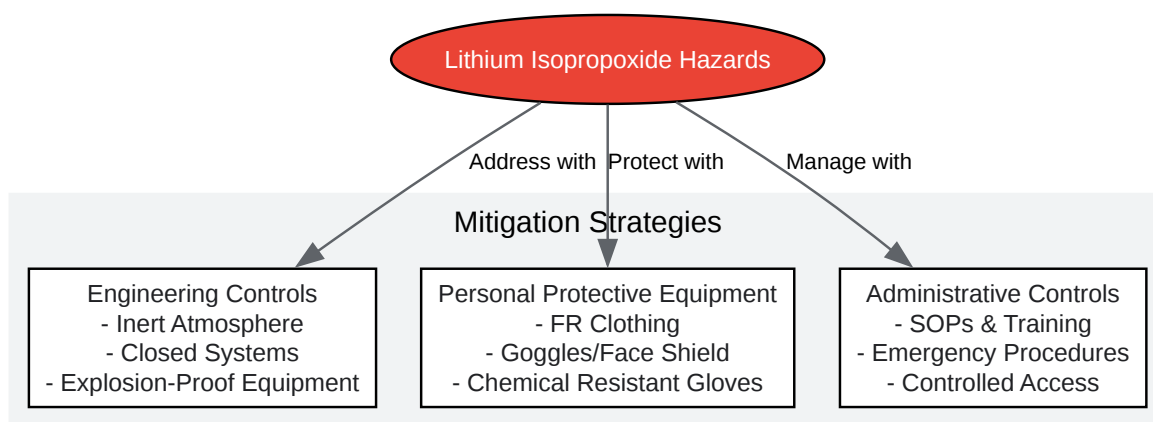 Lithium Isopropoxide Hazards
Address with
Protect with
Manage with
Mitigation Strategies
Engineering Controls
- Inert Atmosphere
- Closed Systems
- Explosion-Proof Equipment
Personal Protective Equipment
- FR Clothing
- Goggles/Face Shield
- Chemical Resistant Gloves
Administrative Controls
- SOPs & Training
- Emergency Procedures
- Controlled Access